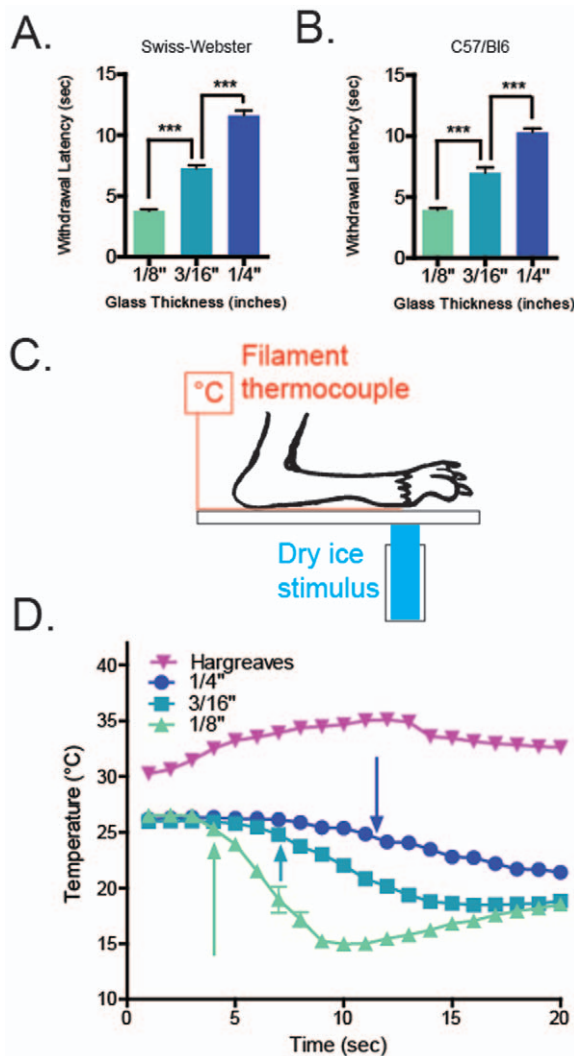 A.
Swiss-Webster
Withdrawal Latency (sec)
15
10
5
0
***
***
1/8" 3/16" 1/4"
Glass Thickness (inches)
B.
C57/Bl6
Withdrawal Latency (sec)
15
10
5
0
***
***
1/8" 3/16" 1/4"
Glass Thickness (inches)
C.
°C
Filament
thermocouple
Dry ice
stimulus
D.
Hargreaves
1/4"
3/16"
1/8"
Temperature (°C)
40
35
30
25
20
15
10
0 5 10 15 20
Time (sec)